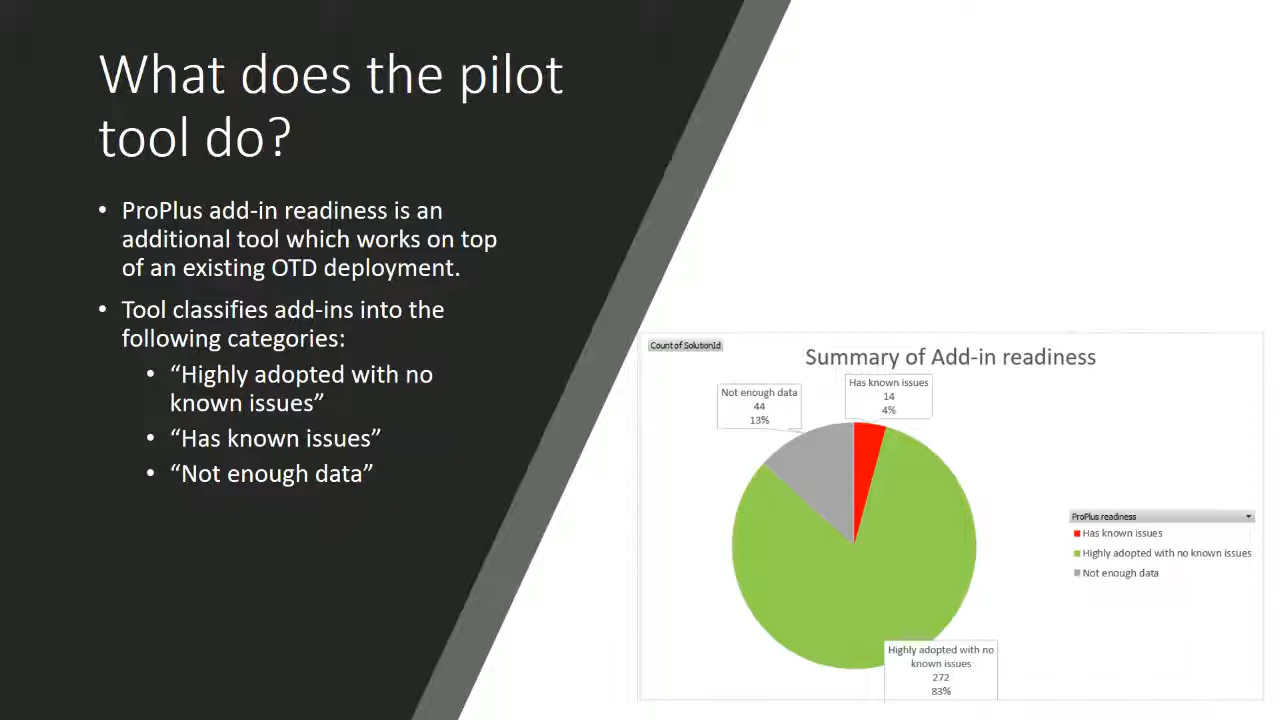 What does the pilot
tool do?
• ProPlus add-in readiness is an
additional tool which works on top
of an existing OTD deployment.
• Tool classifies add-ins into the
following categories:
• “Highly adopted with no
known issues”
• “Has known issues”
• “Not enough data”
Count of SolutionId
Summary of Add-in readiness
Not enough data
44
13%
Has known issues
14
4%
Highly adopted with no
known issues
272
83%
ProPlus readiness
Has known issues
Highly adopted with no known issues
Not enough data